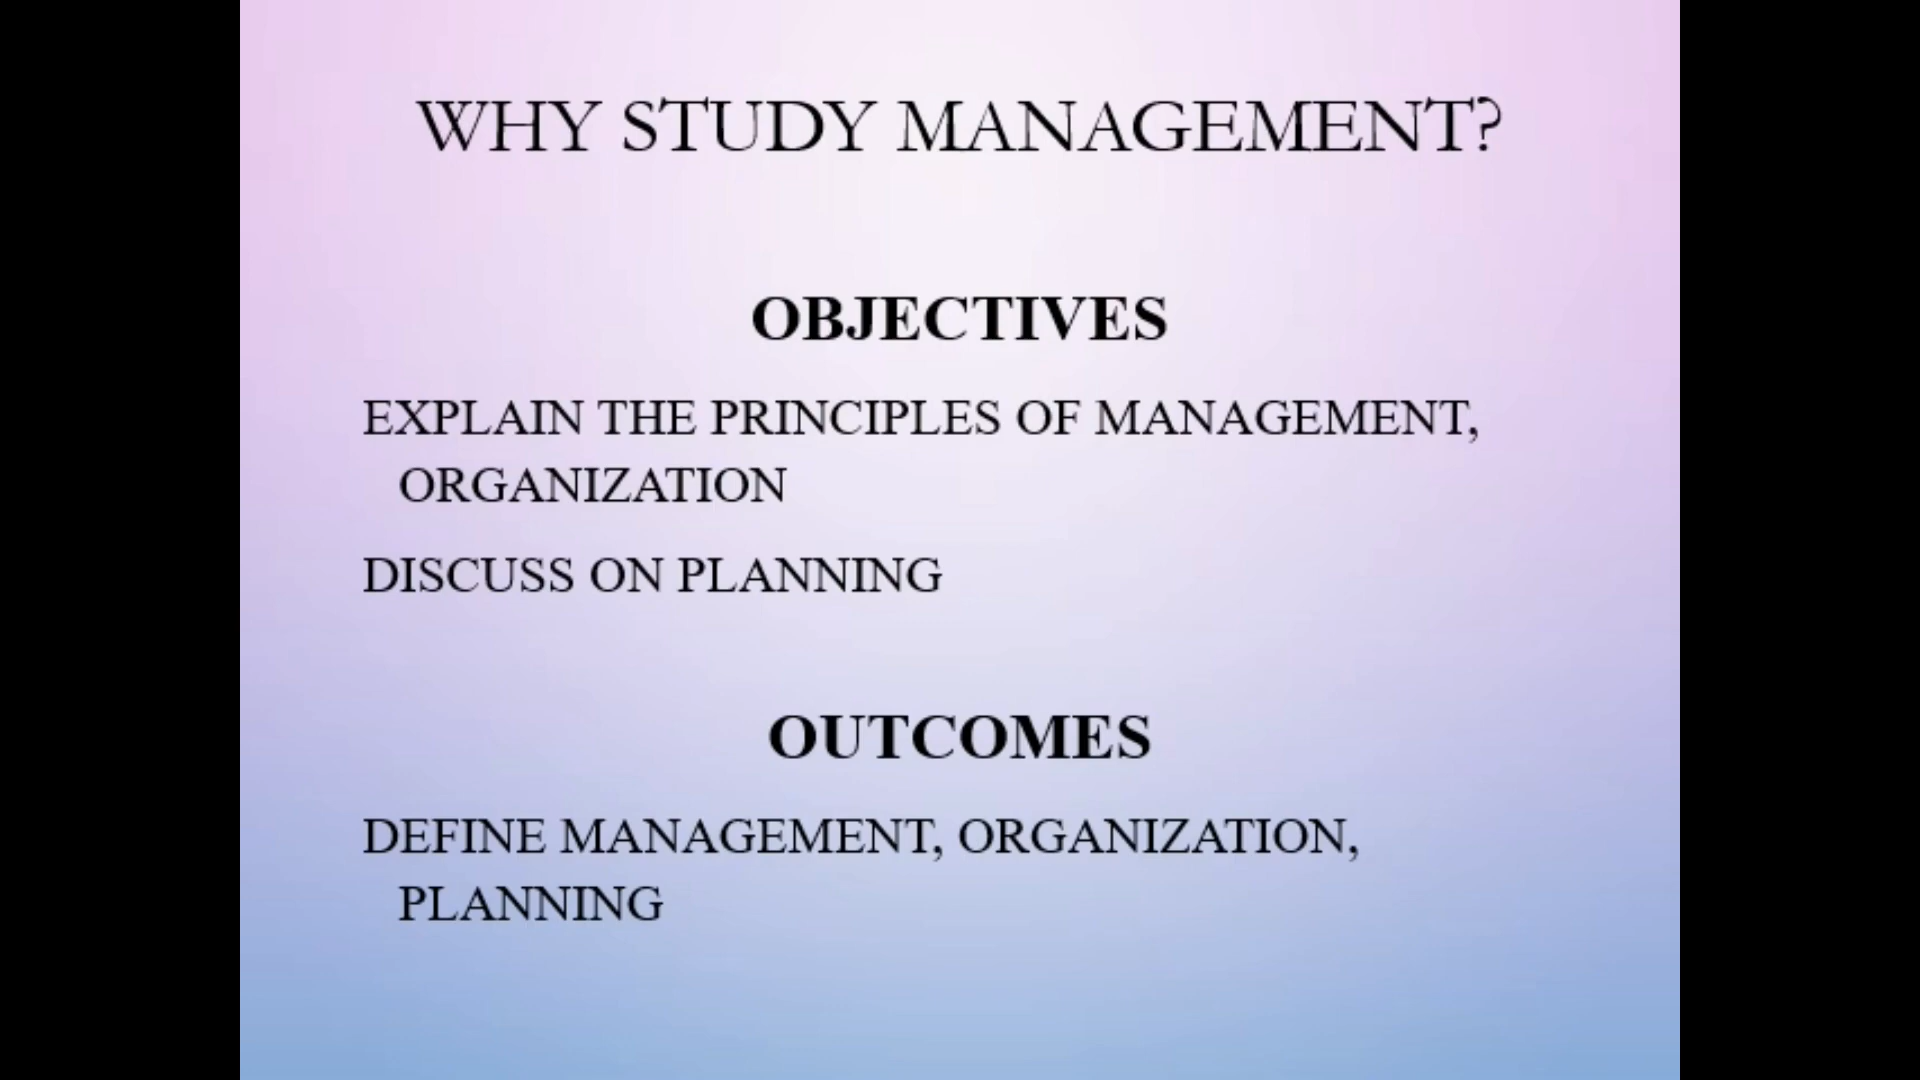 WHY STUDY MANAGEMENT?
OBJECTIVES
EXPLAIN THE PRINCIPLES OF MANAGEMENT,
ORGANIZATION
DISCUSS ON PLANNING
OUTCOMES
DEFINE MANAGEMENT, ORGANIZATION,
PLANNING